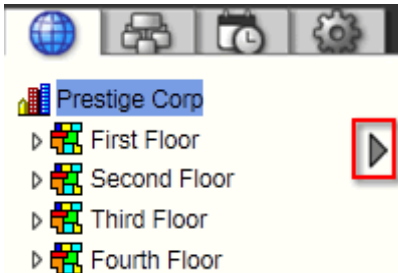 Prestige Corp
First Floor
Second Floor
Third Floor
Fourth Floor